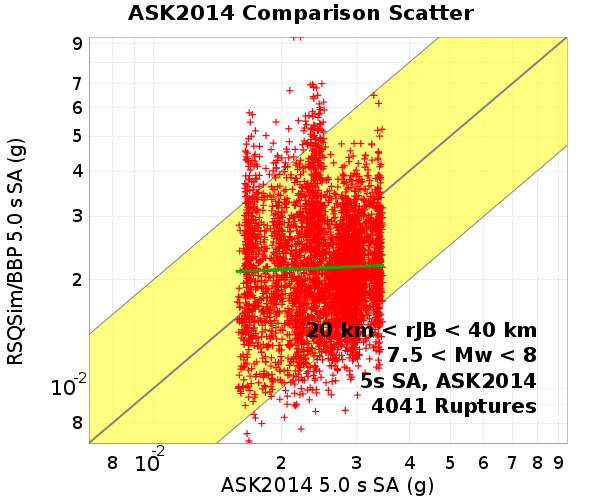 ASK2014 Comparison Scatter
RSQSim/BBP 5.0 s SA (g)
9
7
6
5
4
3
2
10-2
8
20 km < rJB < 40 km
7.5 < Mw < 8
5s SA, ASK2014
4041 Ruptures
8 10-2 2 3 4 5 6 7 8 9
ASK2014 5.0 s SA (g)